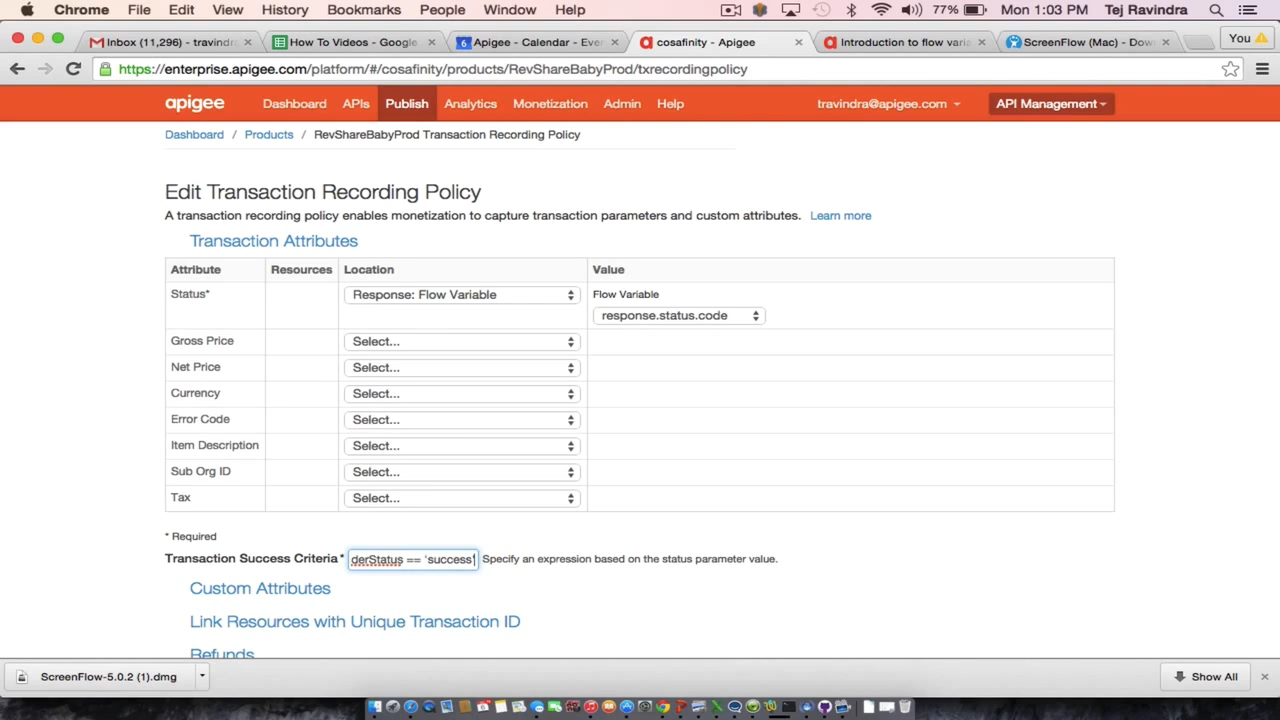 Chrome File Edit View History Bookmarks People Window Help 77% Mon 1:03 PM Tej Ravindra
Inbox (11,296) - travindra How To Videos - Google 6 Apigee - Calendar - Eve cosafinity - Apigee Introduction to flow varia ScreenFlow (Mac) - Dow You
https://enterprise.apigee.com/platform/#/cosafinity/products/RevShareBabyProd/txrecordingpolicy
apigee Dashboard APIs Publish Analytics Monetization Admin Help travindra@apigee.com API Management
Dashboard / Products / RevShareBabyProd Transaction Recording Policy
Edit Transaction Recording Policy
A transaction recording policy enables monetization to capture transaction parameters and custom attributes. Learn more
Transaction Attributes
Attribute Resources Location Value
Status* Response: Flow Variable Flow Variable
response.status.code
Gross Price Select...
Net Price Select...
Currency Select...
Error Code Select...
Item Description Select...
Sub Org ID Select...
Tax Select...
* Required
Transaction Success Criteria * derStatus == 'success' Specify an expression based on the status parameter value.
Custom Attributes
Link Resources with Unique Transaction ID
Refunds
ScreenFlow-5.0.2 (1).dmg Show All